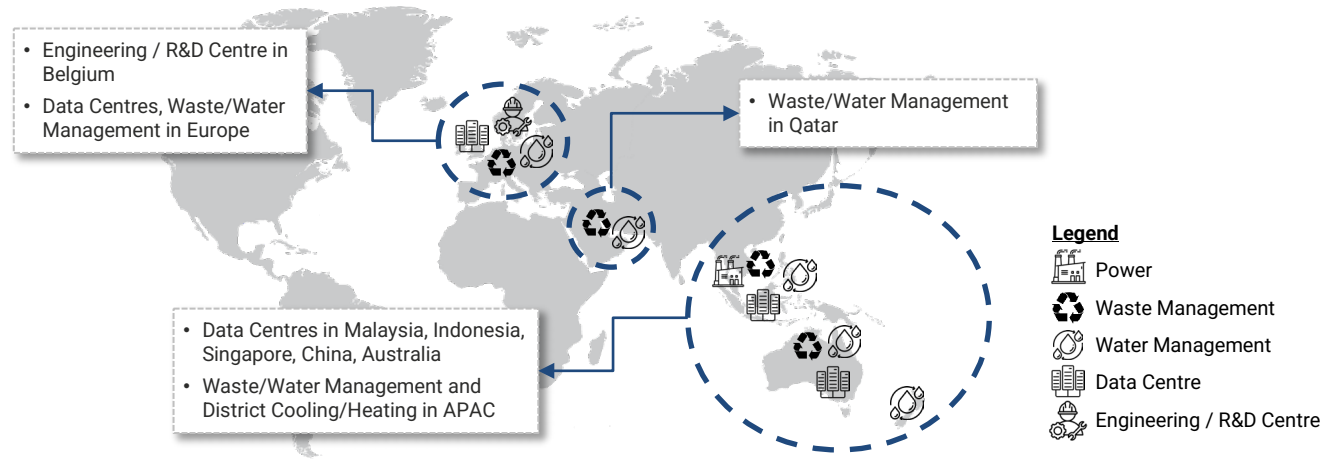 • Engineering / R&D Centre in
Belgium
• Data Centres, Waste/Water
Management in Europe
• Waste/Water Management
in Qatar
• Data Centres in Malaysia, Indonesia,
Singapore, China, Australia
• Waste/Water Management and
District Cooling/Heating in APAC
Legend
Power
Waste Management
Water Management
Data Centre
Engineering / R&D Centre